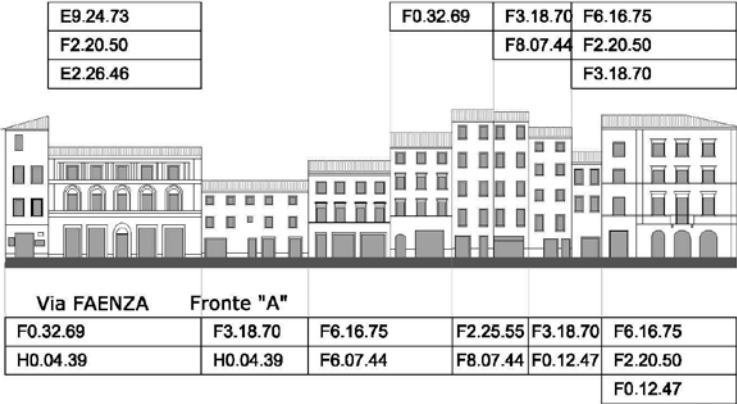 E9.24.73 F0.32.69 F3.18.70 F6.16.75
F2.20.50 F8.07.44 F2.20.50
E2.26.46 F3.18.70
Via FAENZA Fronte "A"
F0.32.69 F3.18.70 F6.16.75 F2.25.55 F3.18.70 F6.16.75
H0.04.39 H0.04.39 F6.07.44 F8.07.44 F0.12.47 F2.20.50
F0.12.47